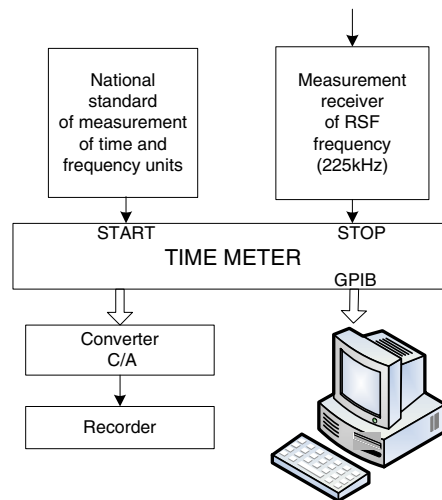 National
standard
of measurement
of time and
frequency units
Measurement
receiver
of RSF
frequency
(225kHz)
START
STOP
TIME METER
GPIB
Converter
C/A
Recorder